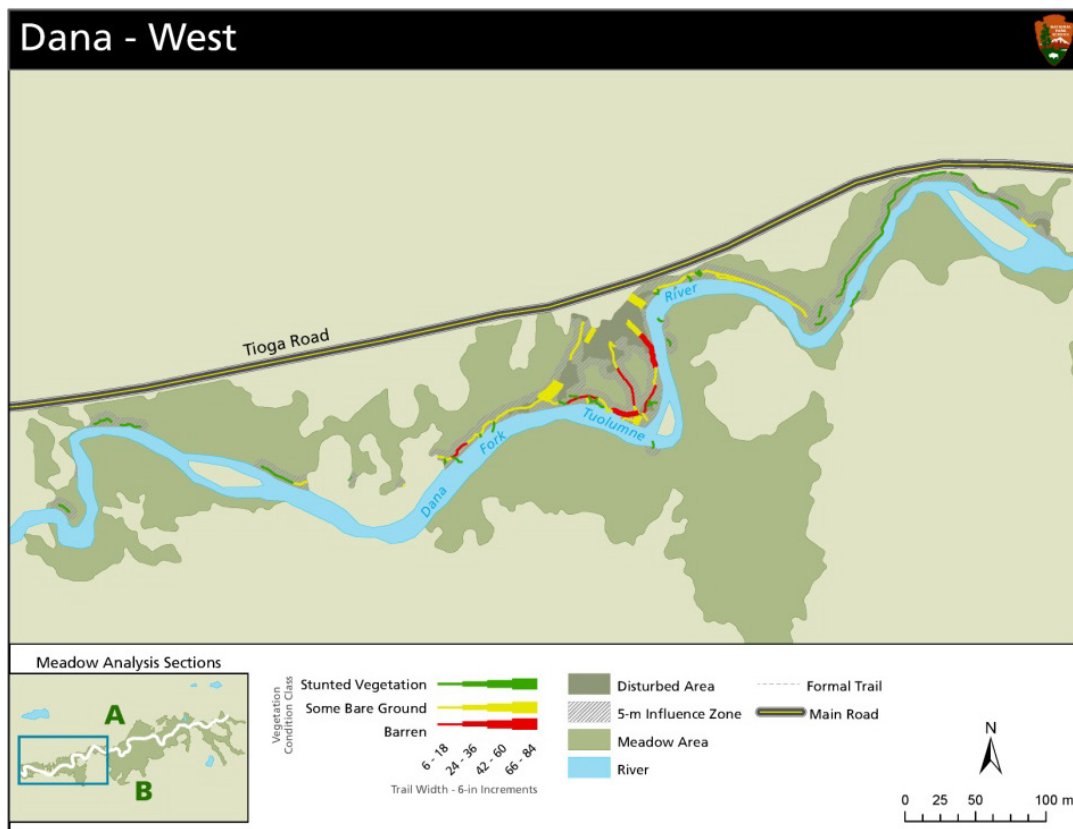 Dana - West
Tioga Road
River
Dana
Fork
Tuolumne
Meadow Analysis Sections
A
B
Vegetation
Condition Class
Stunted Vegetation
Some Bare Ground
Barren
6 - 18
24 - 36
42 - 60
66 - 84
Trail Width - 6-in Increments
Disturbed Area
5-m Influence Zone
Meadow Area
River
Formal Trail
Main Road
N
0 25 50 100 m